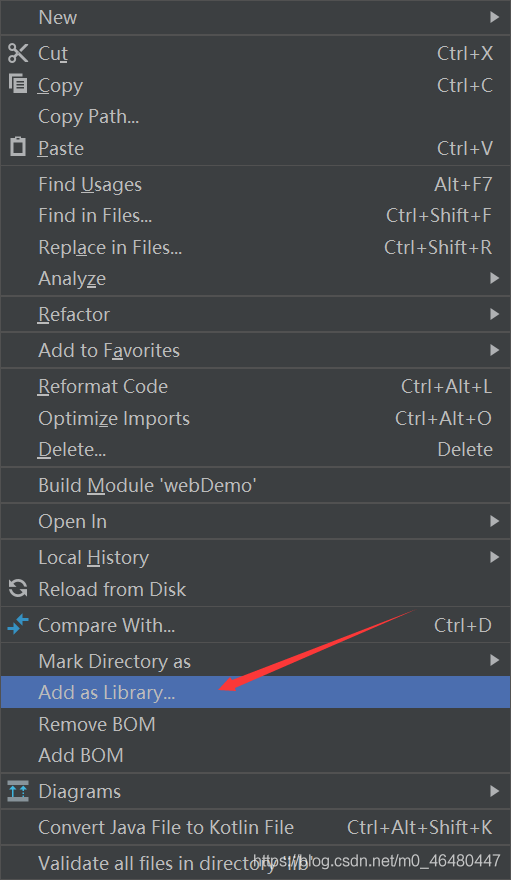 New
Cut Ctrl+X
Copy Ctrl+C
Copy Path...
Paste Ctrl+V
Find Usages Alt+F7
Find in Files... Ctrl+Shift+F
Replace in Files... Ctrl+Shift+R
Analyze
Refactor
Add to Favorites
Reformat Code Ctrl+Alt+L
Optimize Imports Ctrl+Alt+O
Delete... Delete
Build Module 'webDemo'
Open In
Local History
Reload from Disk
Compare With... Ctrl+D
Mark Directory as
Add as Library...
Remove BOM
Add BOM
Diagrams
Convert Java File to Kotlin File Ctrl+Alt+Shift+K
Validate all files in directory 'lib'
https://blog.csdn.net/m0_46480447